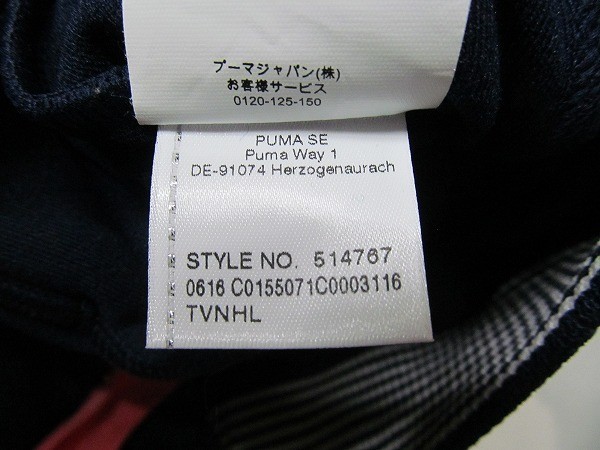 プーマジャパン(株)
お客様サービス
0120-125-150
PUMA SE
Puma Way 1
DE-91074 Herzogenaurach
STYLE NO. 514767
0616 C0155071C0003116
TVNHL